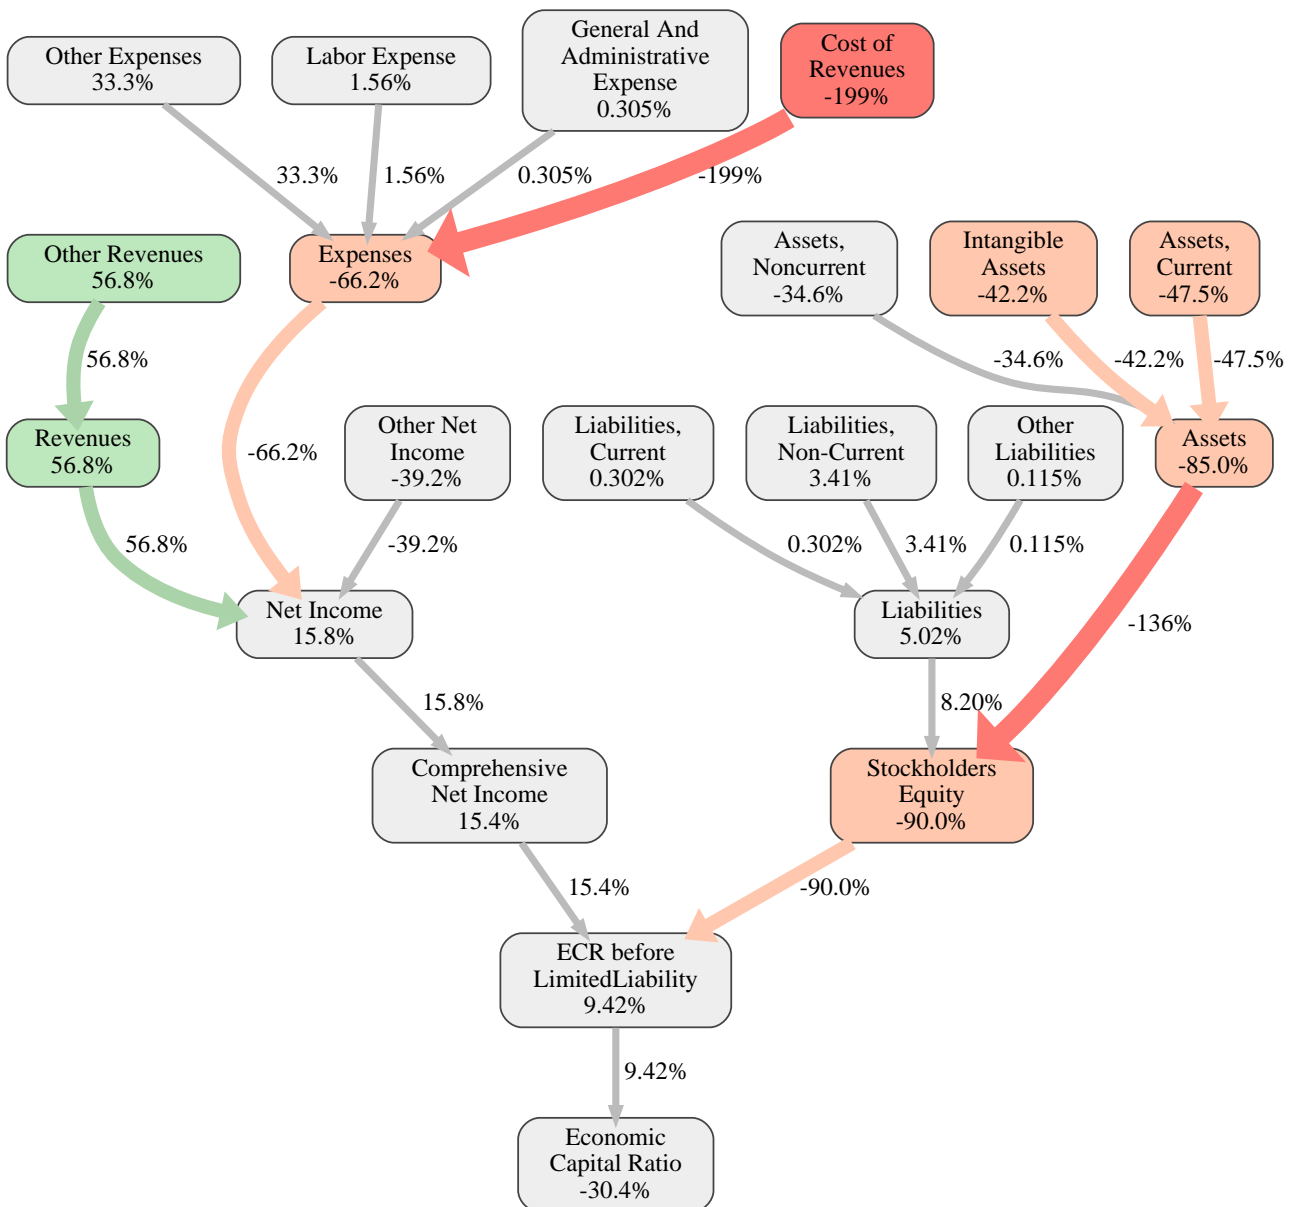 Other Expenses
33.3%
Labor Expense
1.56%
General And
Administrative
Expense
0.305%
Cost of
Revenues
-199%
33.3%
1.56%
0.305%
-199%
Other Revenues
56.8%
Expenses
-66.2%
Assets,
Noncurrent
-34.6%
Intangible
Assets
-42.2%
Assets,
Current
-47.5%
56.8%
-34.6%
-42.2%
-47.5%
Revenues
56.8%
-66.2%
Other Net
Income
-39.2%
Liabilities,
Current
0.302%
Liabilities,
Non-Current
3.41%
Other
Liabilities
0.115%
Assets
-85.0%
56.8%
-39.2%
0.302%
3.41%
0.115%
Net Income
15.8%
Liabilities
5.02%
-136%
15.8%
8.20%
Comprehensive
Net Income
15.4%
Stockholders
Equity
-90.0%
15.4%
-90.0%
ECR before
LimitedLiability
9.42%
9.42%
Economic
Capital Ratio
-30.4%